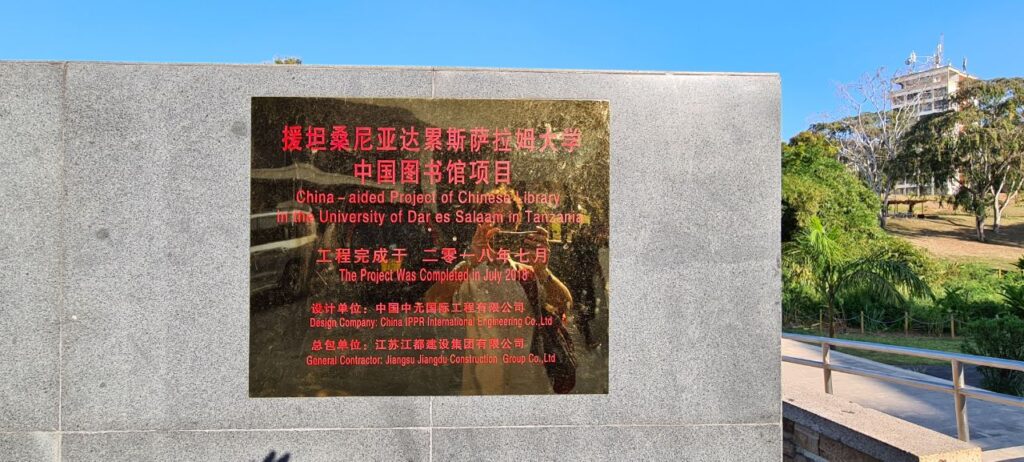 援坦桑尼亚达累斯萨拉姆大学
中国图书馆项目
China-aided Project of Chinese Library
in the University of Dar es Salaam in Tanzania
工程完成于 二零一八年七月
The Project Was Completed in July 2018
设计单位：中国中元国际工程有限公司
Design Company: China IPPR International Engineering Co.,Ltd
总包单位：江苏江都建设集团有限公司
General Contractor: Jiangsu Jiangdu Construction Group Co.,Ltd